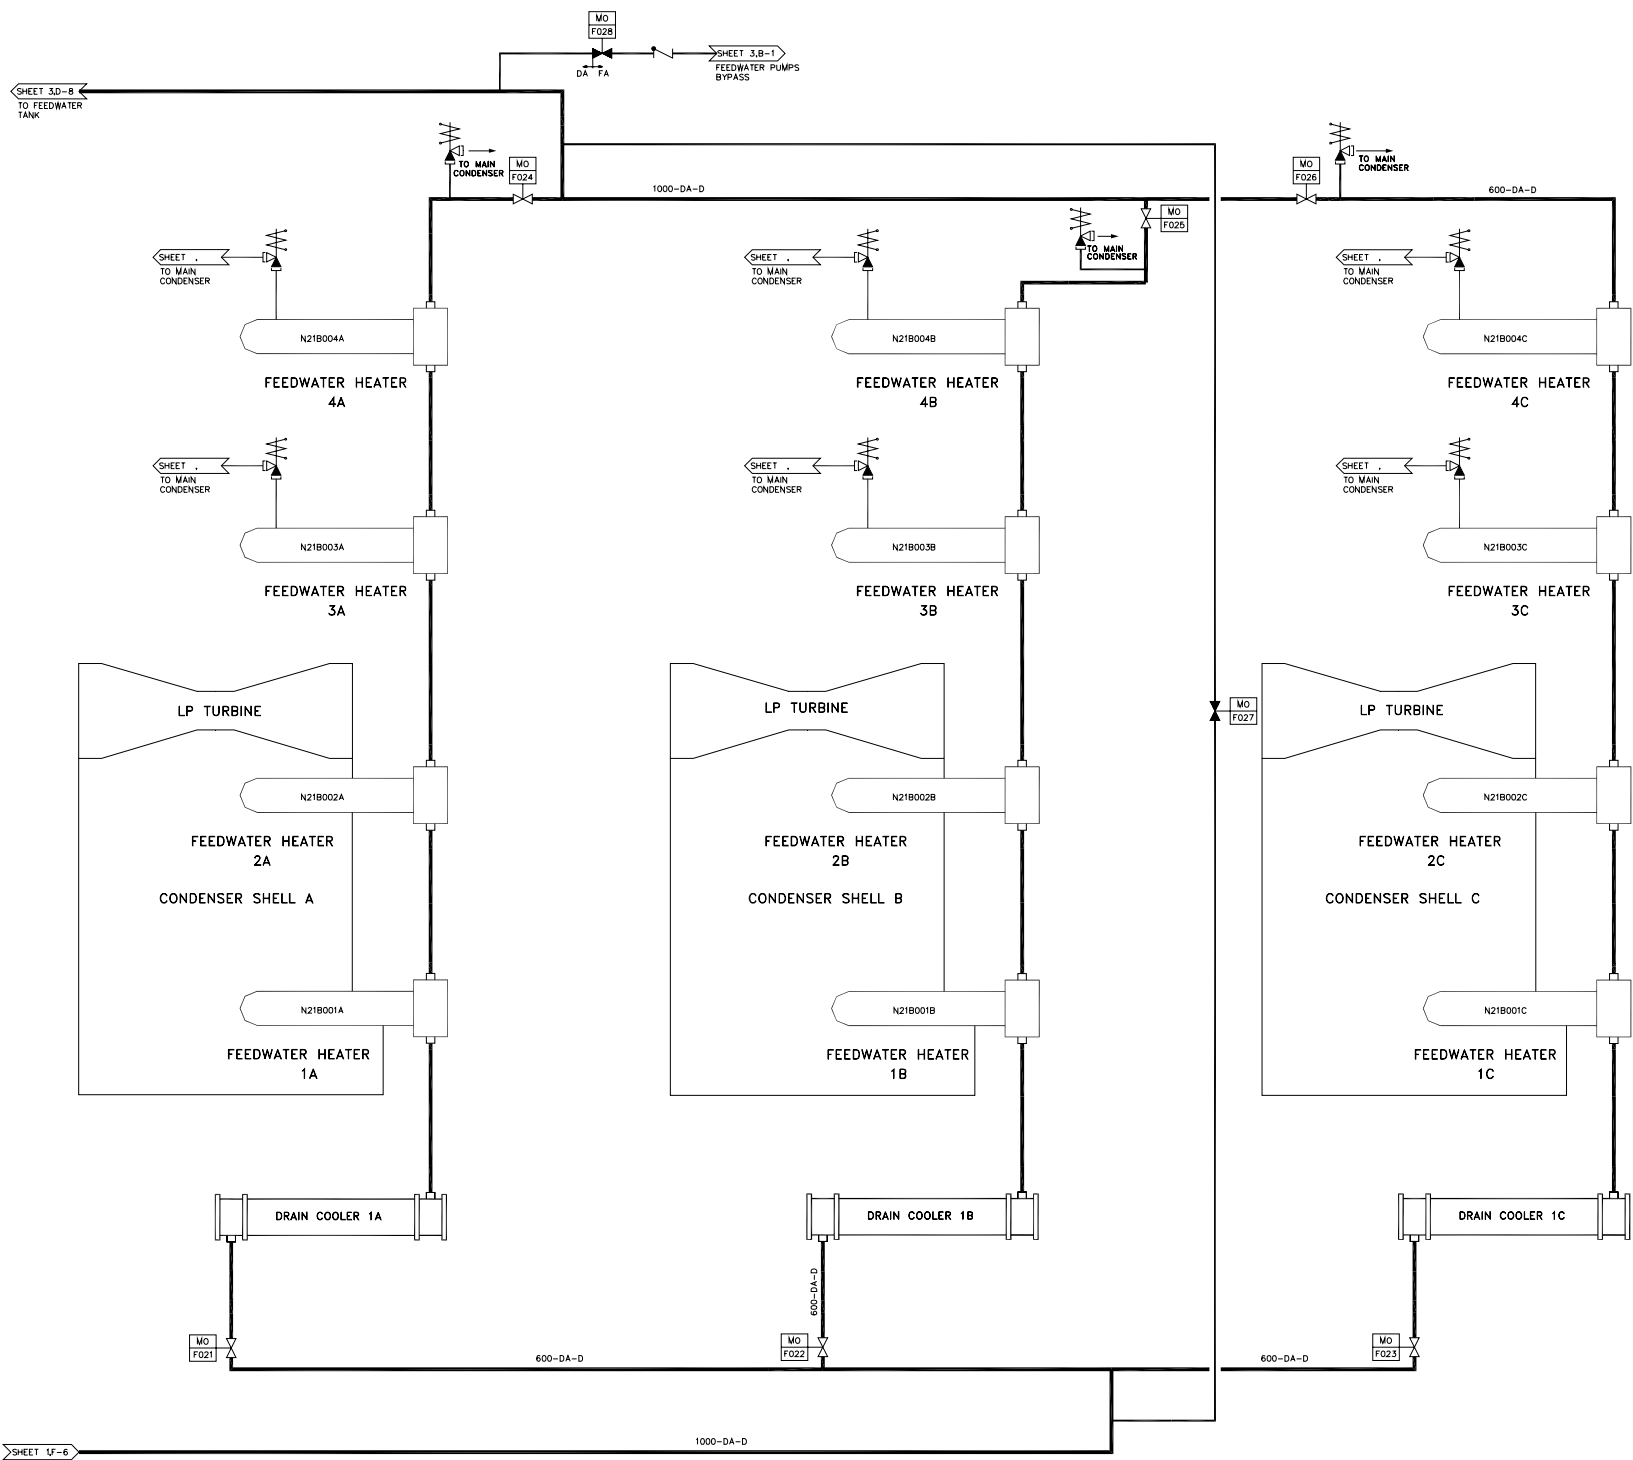 MO
F028
SHEET 3,B-1
DA FA
FEEDWATER PUMPS
BYPASS
SHEET 3,D-8
TO FEEDWATER
TANK
TO MAIN
CONDENSER
MO
F024
1000-DA-D
MO
F026
TO MAIN
CONDENSER
600-DA-D
MO
F025
TO MAIN
CONDENSER
SHEET ,
TO MAIN
CONDENSER
SHEET ,
TO MAIN
CONDENSER
SHEET ,
TO MAIN
CONDENSER
N21B004A
N21B004B
N21B004C
FEEDWATER HEATER
4A
FEEDWATER HEATER
4B
FEEDWATER HEATER
4C
SHEET ,
TO MAIN
CONDENSER
SHEET ,
TO MAIN
CONDENSER
SHEET ,
TO MAIN
CONDENSER
N21B003A
N21B003B
N21B003C
FEEDWATER HEATER
3A
FEEDWATER HEATER
3B
FEEDWATER HEATER
3C
LP TURBINE
LP TURBINE
MO
F027
LP TURBINE
N21B002A
N21B002B
N21B002C
FEEDWATER HEATER
2A
FEEDWATER HEATER
2B
FEEDWATER HEATER
2C
CONDENSER SHELL A
CONDENSER SHELL B
CONDENSER SHELL C
N21B001A
N21B001B
N21B001C
FEEDWATER HEATER
1A
FEEDWATER HEATER
1B
FEEDWATER HEATER
1C
DRAIN COOLER 1A
DRAIN COOLER 1B
DRAIN COOLER 1C
600-DA-D
MO
F021
MO
F022
MO
F023
600-DA-D
600-DA-D
1000-DA-D
SHEET 1,F-6